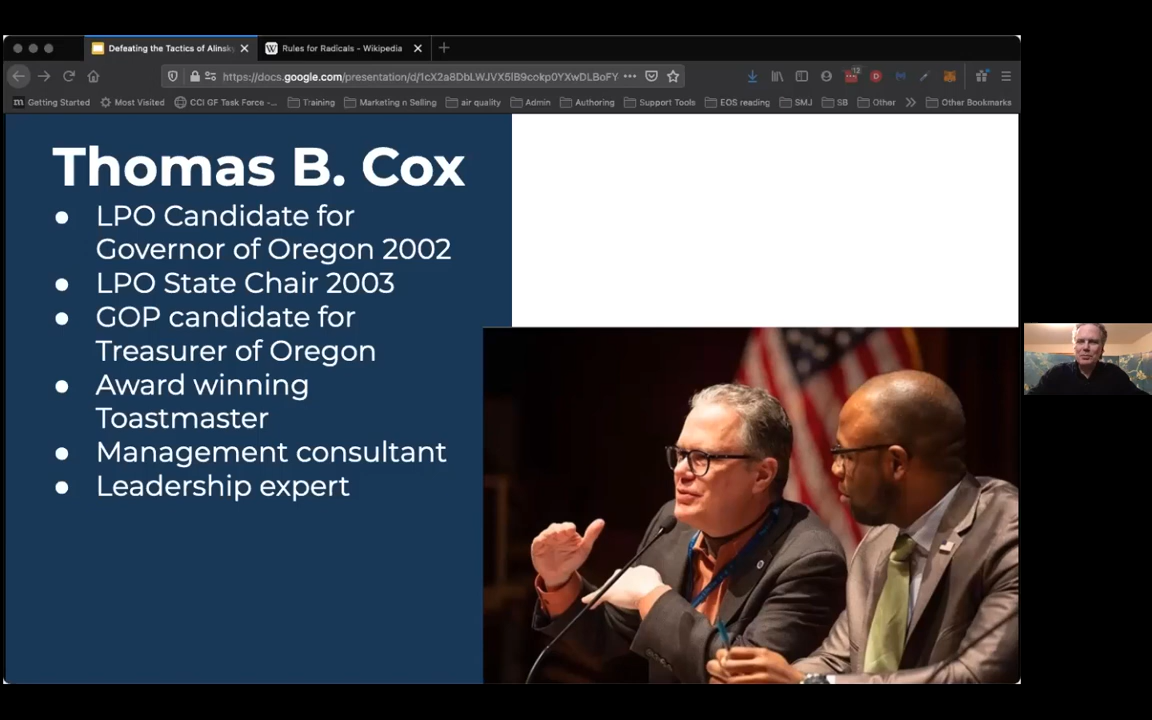 Defeating the Tactics of Alinsky
Rules for Radicals - Wikipedia
https://docs.google.com/presentation/d/1cX2a8DbLWJVX5IB9cokp0YXwDLBoFY
12
Getting Started
Most Visited
CCI GF Task Force -...
Training
Marketing n Selling
air quality
Admin
Authoring
Support Tools
EOS reading
SMJ
SB
Other
Other Bookmarks
Thomas B. Cox
● LPO Candidate for
Governor of Oregon 2002
● LPO State Chair 2003
● GOP candidate for
Treasurer of Oregon
● Award winning
Toastmaster
● Management consultant
● Leadership expert